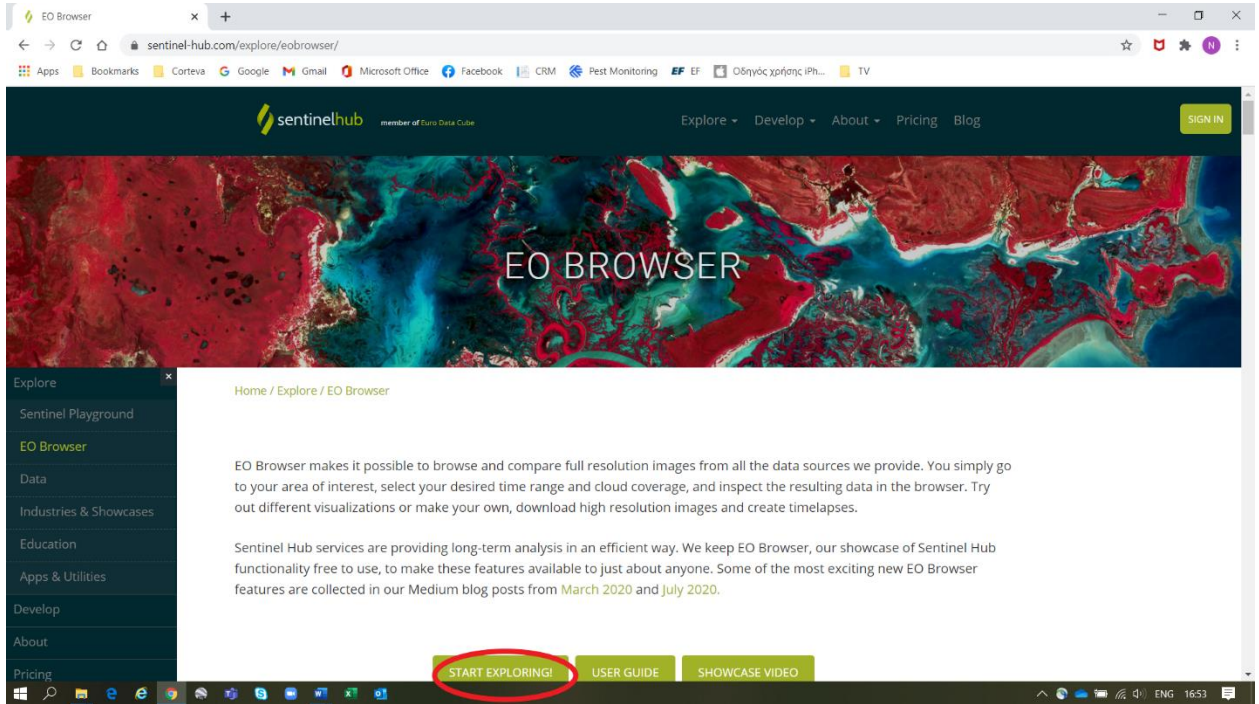 EO Browser
sentinel-hub.com/explore/eobrowser/
N
Apps Bookmarks Corteva Google Gmail Microsoft Office Facebook CRM Pest Monitoring EF EF Οδηγός χρήσης iPh... TV
sentinelhub member of Euro Data Cube Explore Develop About Pricing Blog SIGN IN
EO BROWSER
Explore
Sentinel Playground
EO Browser
Data
Industries & Showcases
Education
Apps & Utilities
Develop
About
Pricing
Home / Explore / EO Browser
EO Browser makes it possible to browse and compare full resolution images from all the data sources we provide. You simply go
to your area of interest, select your desired time range and cloud coverage, and inspect the resulting data in the browser. Try
out different visualizations or make your own, download high resolution images and create timelapses.
Sentinel Hub services are providing long-term analysis in an efficient way. We keep EO Browser, our showcase of Sentinel Hub
functionality free to use, to make these features available to just about anyone. Some of the most exciting new EO Browser
features are collected in our Medium blog posts from March 2020 and July 2020.
START EXPLORING! USER GUIDE SHOWCASE VIDEO
ENG 16:53